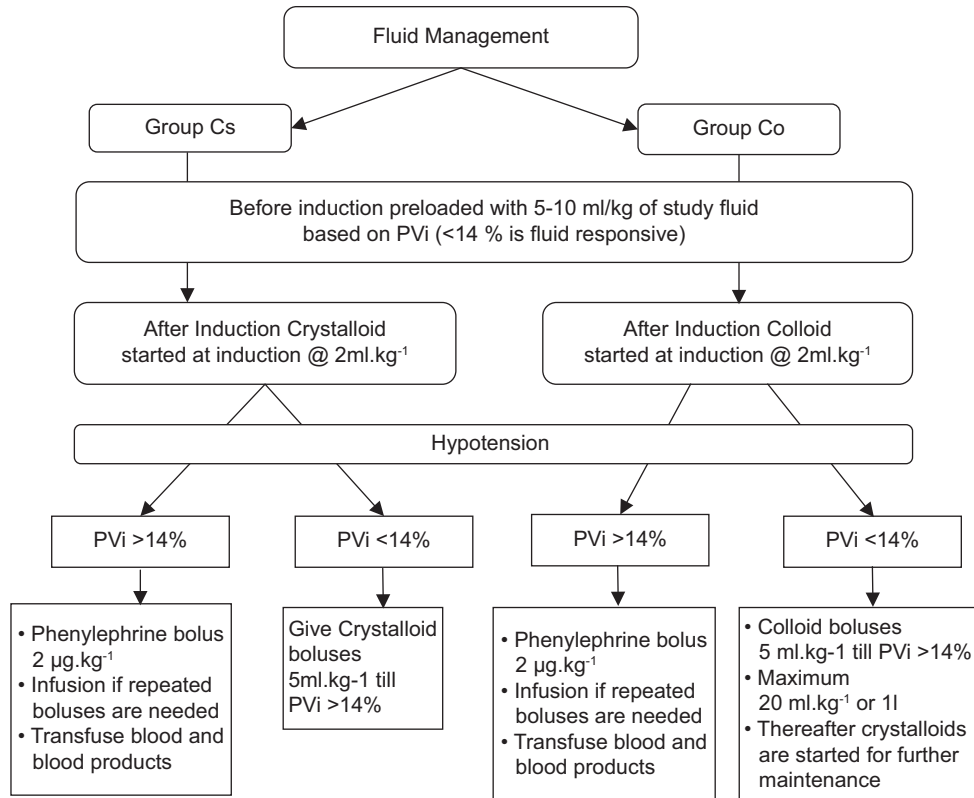 Fluid Management
Group Cs
Group Co
Before induction preloaded with 5-10 ml/kg of study fluid
based on PVi (<14 % is fluid responsive)
After Induction Crystalloid
started at induction @ 2ml.kg⁻¹
After Induction Colloid
started at induction @ 2ml.kg⁻¹
Hypotension
PVi >14%
PVi <14%
PVi >14%
PVi <14%
• Phenylephrine bolus
2 µg.kg⁻¹
• Infusion if repeated
boluses are needed
• Transfuse blood and
blood products
Give Crystalloid
boluses
5ml.kg-1 till
PVi >14%
• Phenylephrine bolus
2 µg.kg⁻¹
• Infusion if repeated
boluses are needed
• Transfuse blood and
blood products
• Colloid boluses
5 ml.kg-1 till PVi >14%
• Maximum
20 ml.kg⁻¹ or 1l
• Thereafter crystalloids
are started for further
maintenance